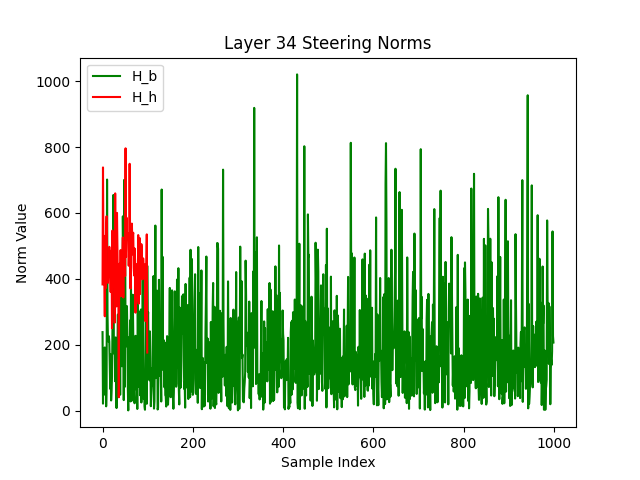 Layer 34 Steering Norms
H_b
H_h
Norm Value
1000
800
600
400
200
0
0 200 400 600 800 1000
Sample Index